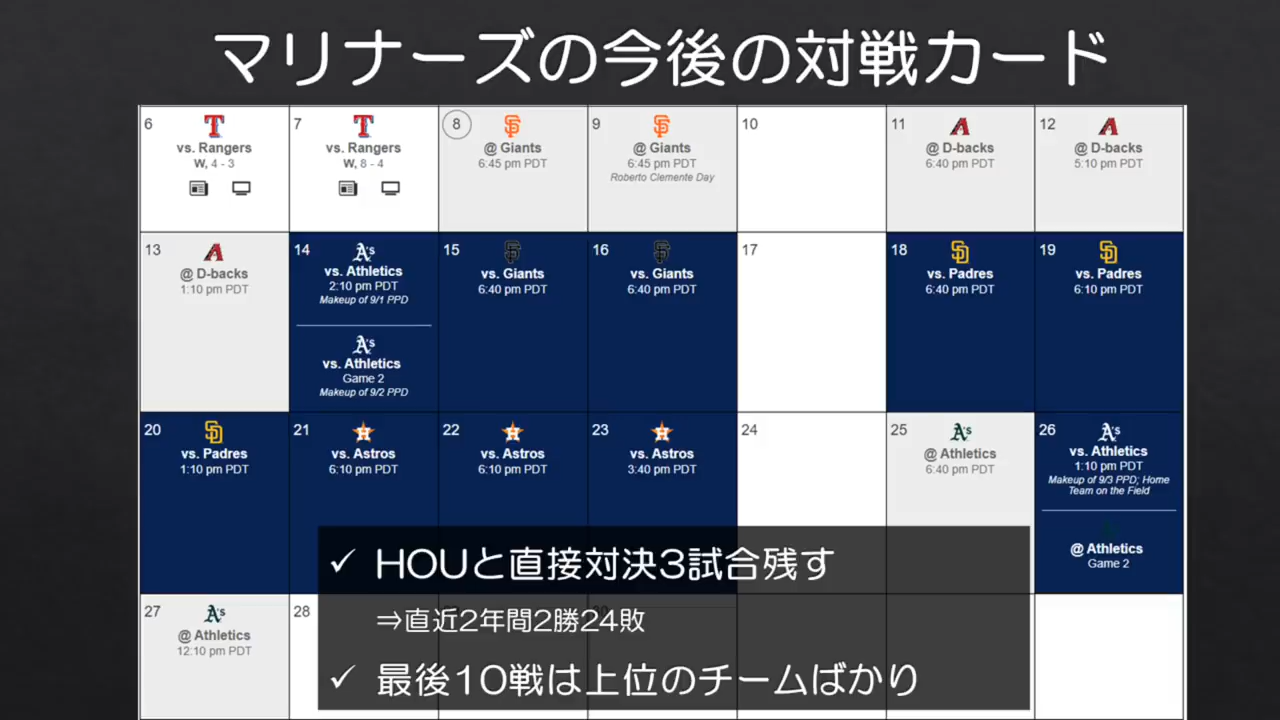 マリナーズの今後の対戦カード
6
vs. Rangers
W, 4 - 3
7
vs. Rangers
W, 8 - 4
8
@ Giants
6:45 pm PDT
9
@ Giants
6:45 pm PDT
Roberto Clemente Day
10
11
@ D-backs
6:40 pm PDT
12
@ D-backs
5:10 pm PDT
13
@ D-backs
1:10 pm PDT
14
A's
vs. Athletics
2:10 pm PDT
Makeup of 9/1 PPD
A's
vs. Athletics
Game 2
Makeup of 9/2 PPD
15
vs. Giants
6:40 pm PDT
16
vs. Giants
6:40 pm PDT
17
18
vs. Padres
6:40 pm PDT
19
vs. Padres
6:10 pm PDT
20
vs. Padres
1:10 pm PDT
21
vs. Astros
6:10 pm PDT
22
vs. Astros
6:10 pm PDT
23
vs. Astros
3:40 pm PDT
24
25
A's
@ Athletics
6:40 pm PDT
26
A's
vs. Athletics
1:10 pm PDT
Makeup of 9/3 PPD; Home
Team on the Field
@ Athletics
Game 2
27
A's
@ Athletics
12:10 pm PDT
28
✓ HOUと直接対決3試合残す
⇒直近2年間2勝24敗
✓ 最後10戦は上位のチームばかり